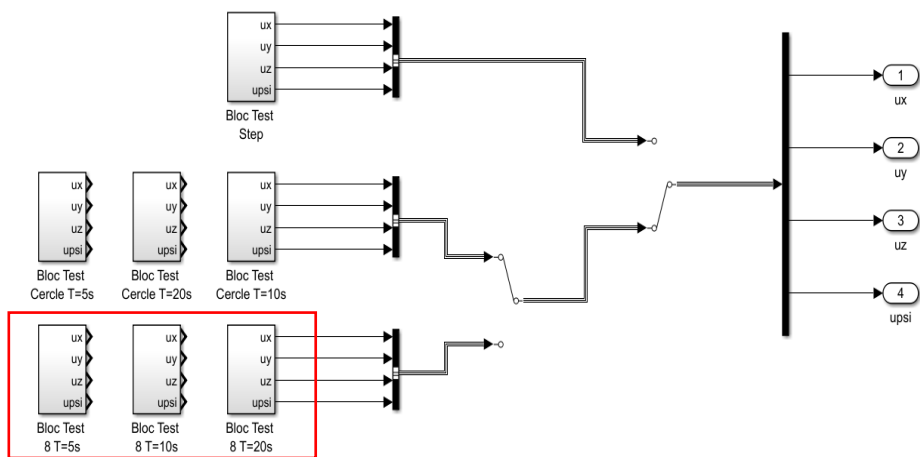 ux
uy
uz
upsi
Bloc Test
Step
1
ux
2
uy
3
uz
4
upsi
ux
uy
uz
upsi
Bloc Test
Cercle T=5s
ux
uy
uz
upsi
Bloc Test
Cercle T=20s
ux
uy
uz
upsi
Bloc Test
Cercle T=10s
ux
uy
uz
upsi
Bloc Test
8 T=5s
ux
uy
uz
upsi
Bloc Test
8 T=10s
ux
uy
uz
upsi
Bloc Test
8 T=20s